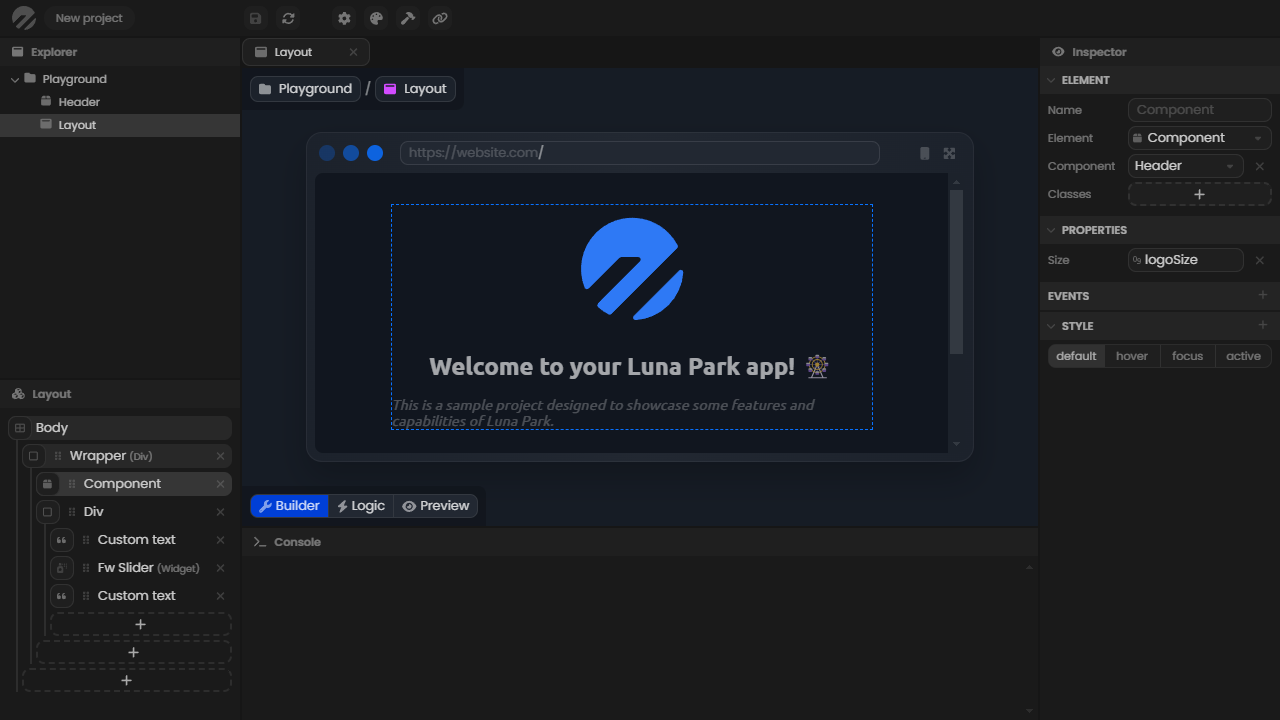 New project
Explorer
Playground
Header
Layout
Layout
Body
Wrapper (Div)
Component
Div
Custom text
Fw Slider (Widget)
Custom text
Layout
Playground / Layout
https://website.com/
Welcome to your Luna Park app! 🎡
This is a sample project designed to showcase some features and
capabilities of Luna Park.
Builder
Logic
Preview
Console
Inspector
ELEMENT
Name Component
Element Component
Component Header
Classes
PROPERTIES
Size logoSize
EVENTS
STYLE
default hover focus active